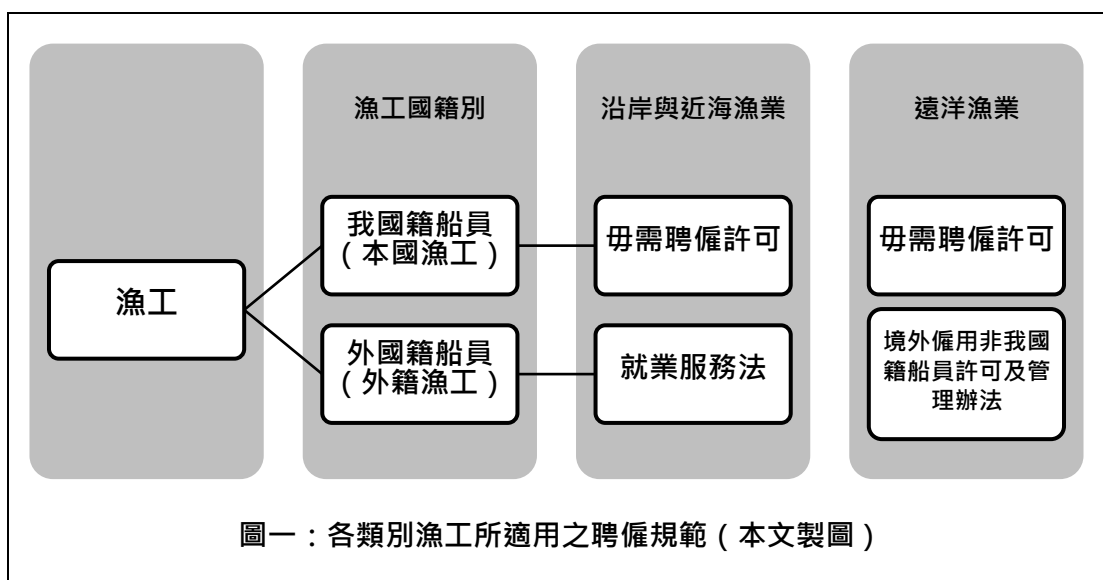 漁工國籍別
沿岸與近海漁業
遠洋漁業
漁工
我國籍船員
（本國漁工）
毋需聘僱許可
毋需聘僱許可
外國籍船員
（外籍漁工）
就業服務法
境外僱用非我國
籍船員許可及管
理辦法
圖一：各類別漁工所適用之聘僱規範（本文製圖）